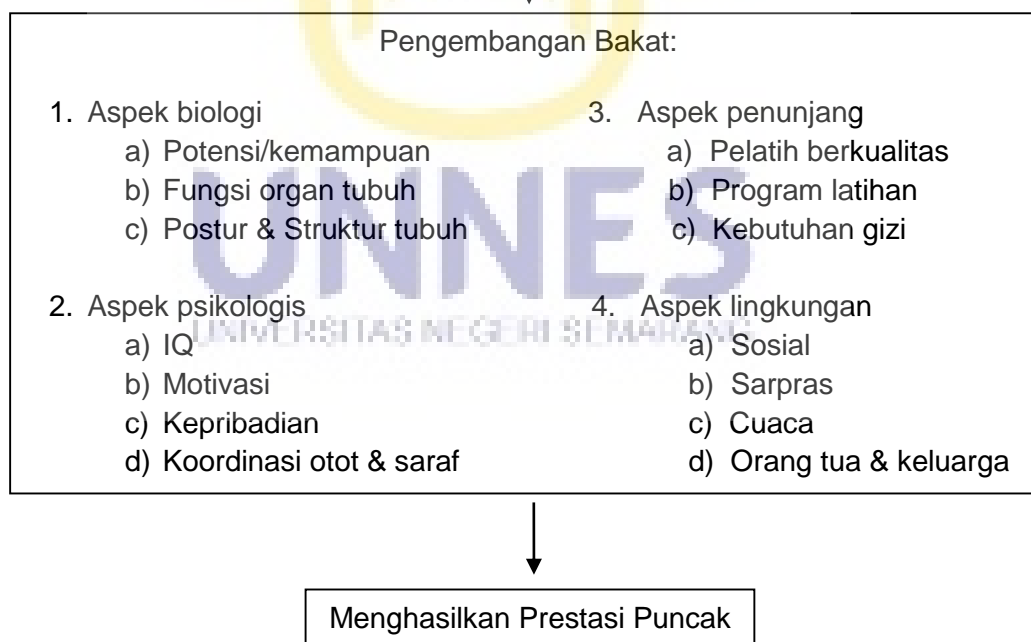 Pengembangan Bakat:
1. Aspek biologi
a) Potensi/kemampuan
b) Fungsi organ tubuh
c) Postur & Struktur tubuh
2. Aspek psikologis
a) IQ
b) Motivasi
c) Kepribadian
d) Koordinasi otot & saraf
3. Aspek penunjang
a) Pelatih berkualitas
b) Program latihan
c) Kebutuhan gizi
4. Aspek lingkungan
a) Sosial
b) Sarpras
c) Cuaca
d) Orang tua & keluarga
UNNES
UNIVERSITAS NEGERI SEMARANG
Menghasilkan Prestasi Puncak